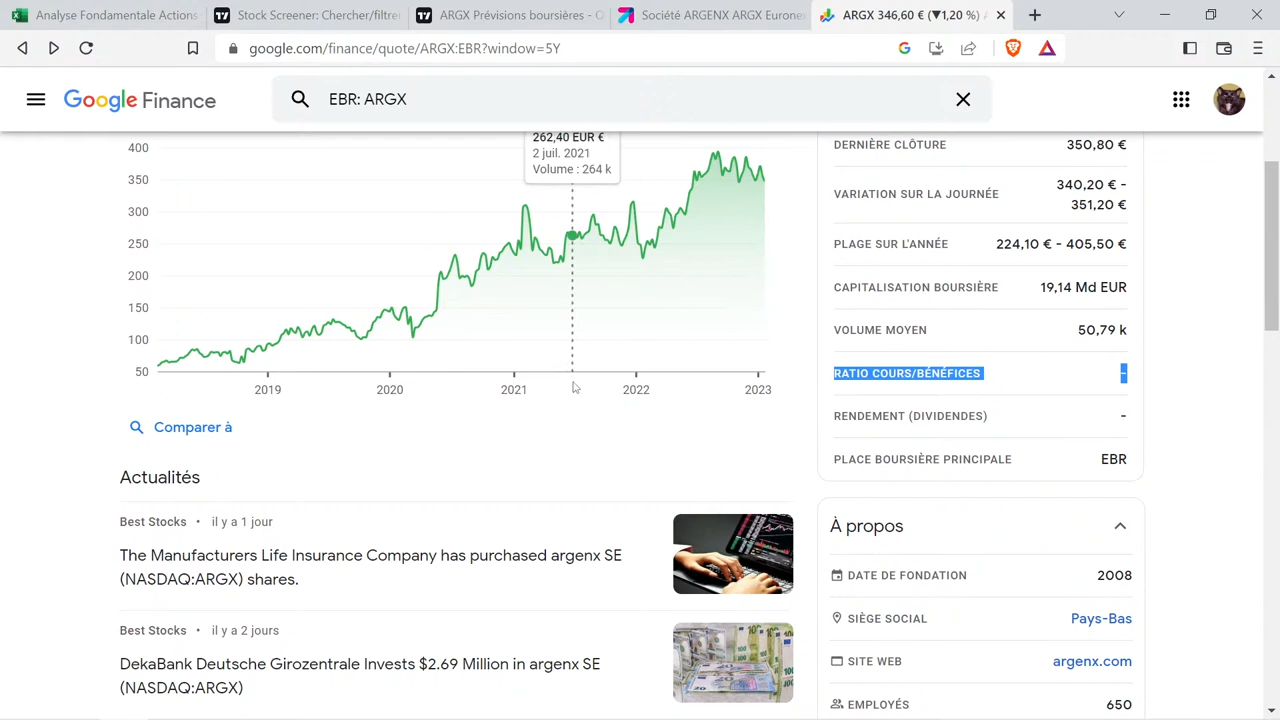 Analyse Fondamentale Actions
Stock Screener: Chercher/filtre
ARGX Prévisions boursières - O
Société ARGENX ARGX Eurone
ARGX 346,60 € (▼1,20 %)
google.com/finance/quote/ARGX:EBR?window=5Y
Google Finance
EBR: ARGX
262,40 EUR €
2 juil. 2021
Volume : 264 k
400
350
300
250
200
150
100
50
2019
2020
2021
2022
2023
Comparer à
Actualités
Best Stocks • il y a 1 jour
The Manufacturers Life Insurance Company has purchased argenx SE
(NASDAQ:ARGX) shares.
Best Stocks • il y a 2 jours
DekaBank Deutsche Girozentrale Invests $2.69 Million in argenx SE
(NASDAQ:ARGX)
DERNIÈRE CLÔTURE 350,80 €
VARIATION SUR LA JOURNÉE 340,20 € -
351,20 €
PLAGE SUR L'ANNÉE 224,10 € - 405,50 €
CAPITALISATION BOURSIÈRE 19,14 Md EUR
VOLUME MOYEN 50,79 k
RATIO COURS/BÉNÉFICES -
RENDEMENT (DIVIDENDES) -
PLACE BOURSIÈRE PRINCIPALE EBR
À propos
DATE DE FONDATION 2008
SIÈGE SOCIAL Pays-Bas
SITE WEB argenx.com
EMPLOYÉS 650